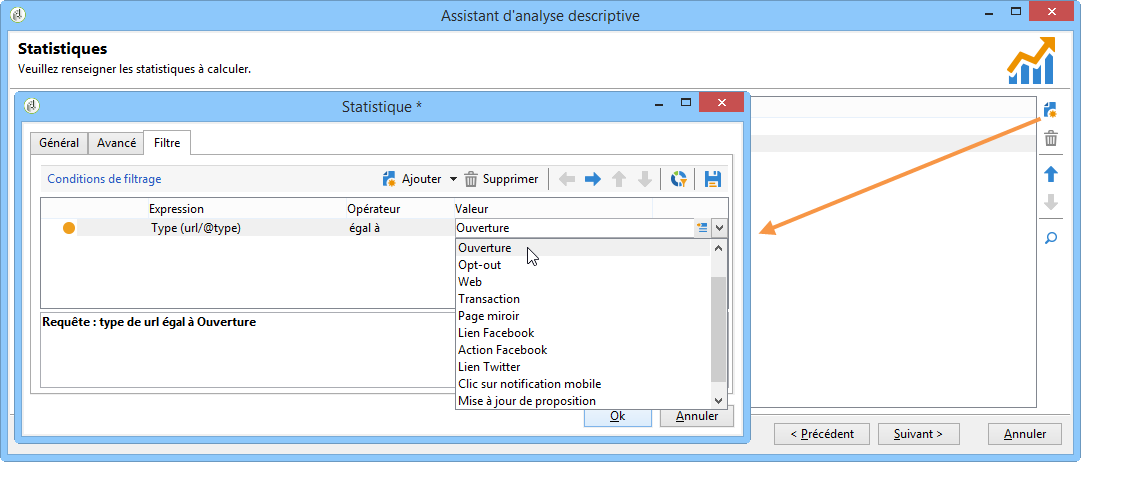 Assistant d'analyse descriptive
Statistiques
Veuillez renseigner les statistiques à calculer.
Statistique *
Général Avancé Filtre
Conditions de filtrage Ajouter Supprimer
Expression Opérateur Valeur
Type (url/@type) égal à Ouverture
Ouverture
Opt-out
Web
Transaction
Page miroir
Lien Facebook
Action Facebook
Lien Twitter
Clic sur notification mobile
Mise à jour de proposition
Requête : type de url égal à Ouverture
Ok Annuler
< Précédent Suivant > Annuler